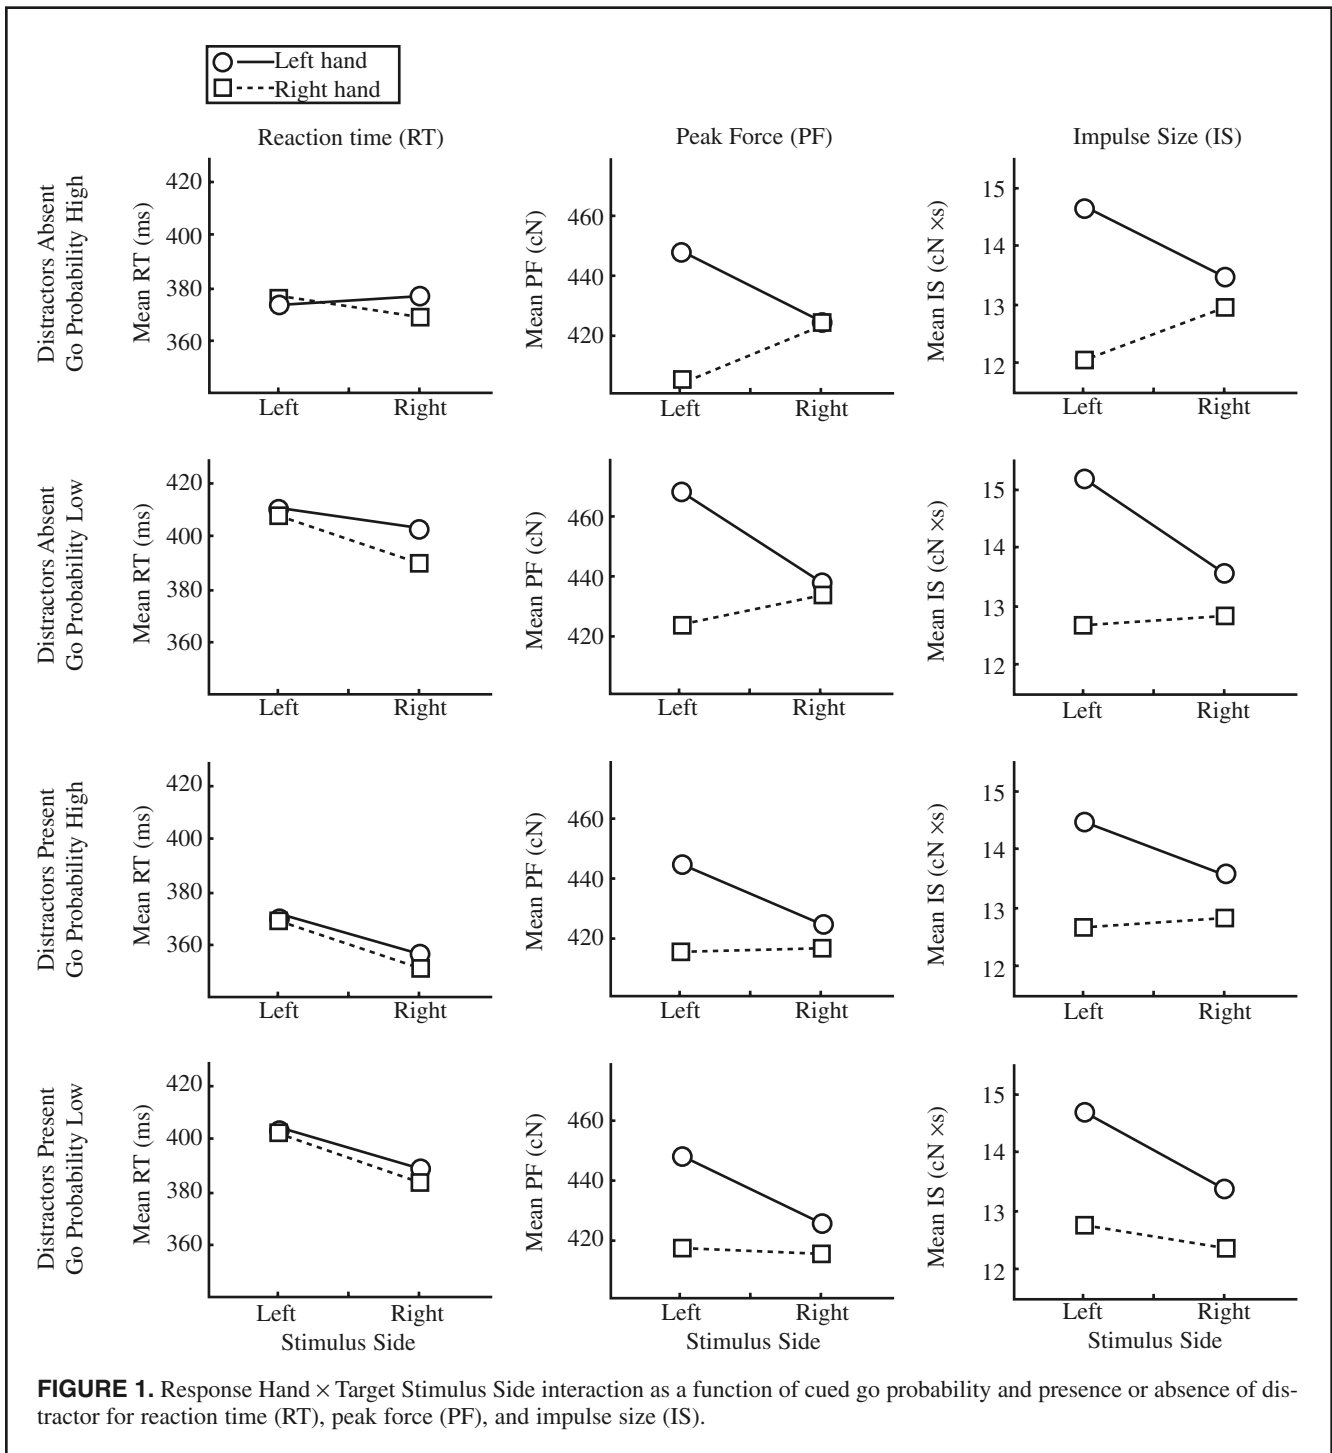 Left hand
Right hand
Reaction time (RT)
Peak Force (PF)
Impulse Size (IS)
Distractors Absent
Go Probability High
Mean RT (ms)
420
400
380
360
Left
Right
Mean PF (cN)
460
440
420
Left
Right
Mean IS (cN ×s)
15
14
13
12
Left
Right
Distractors Absent
Go Probability Low
Mean RT (ms)
420
400
380
360
Left
Right
Mean PF (cN)
460
440
420
Left
Right
Mean IS (cN ×s)
15
14
13
12
Left
Right
Distractors Present
Go Probability High
Mean RT (ms)
420
400
380
360
Left
Right
Mean PF (cN)
460
440
420
Left
Right
Mean IS (cN ×s)
15
14
13
12
Left
Right
Distractors Present
Go Probability Low
Mean RT (ms)
420
400
380
360
Left
Right
Stimulus Side
Mean PF (cN)
460
440
420
Left
Right
Stimulus Side
Mean IS (cN ×s)
15
14
13
12
Left
Right
Stimulus Side
FIGURE 1. Response Hand × Target Stimulus Side interaction as a function of cued go probability and presence or absence of dis-
tractor for reaction time (RT), peak force (PF), and impulse size (IS).